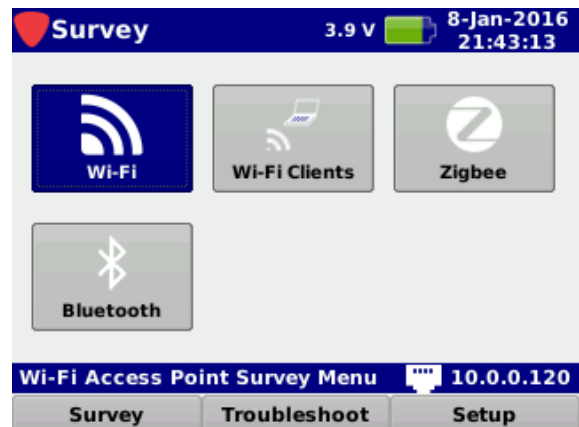 Survey 3.9 V 8-Jan-2016
21:43:13
Wi-Fi Wi-Fi Clients Zigbee
Bluetooth
Wi-Fi Access Point Survey Menu 10.0.0.120
Survey Troubleshoot Setup